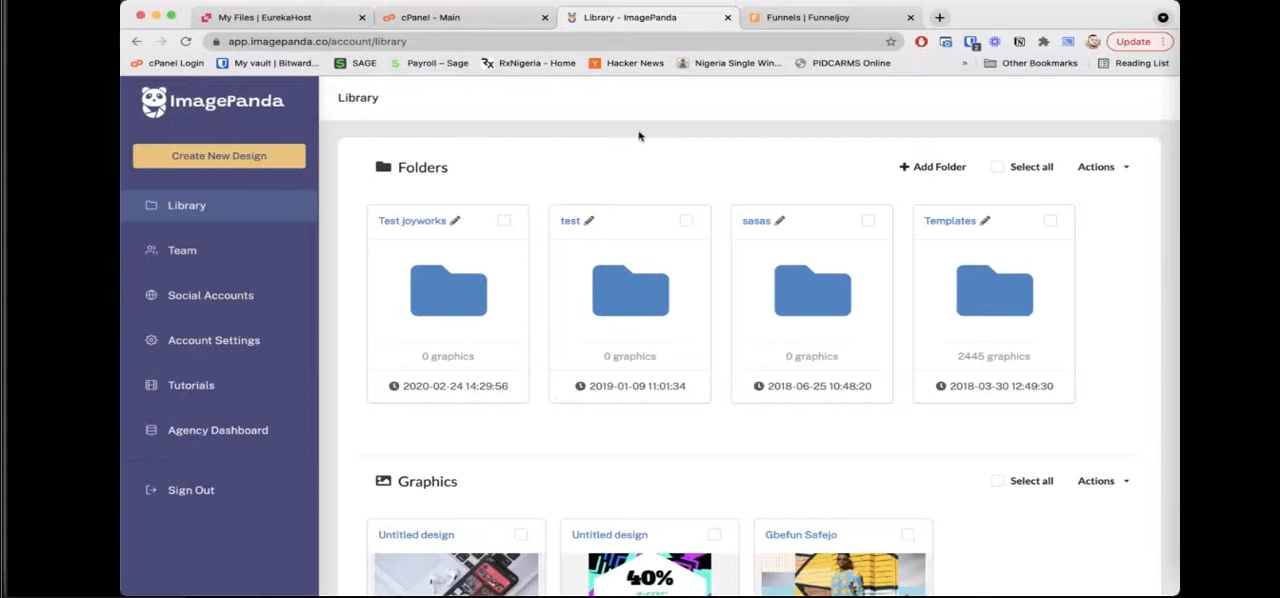 My Files | EurekaHost
cPanel - Main
Library - ImagePanda
Funnels | Funneljoy
app.imagepanda.co/account/library
Update
cPanel Login
My vault | Bitward...
SAGE
Payroll – Sage
RxNigeria - Home
Hacker News
Nigeria Single Win...
PIDCARMS Online
»
Other Bookmarks
Reading List
ImagePanda
Library
Create New Design
Library
Team
Social Accounts
Account Settings
Tutorials
Agency Dashboard
Sign Out
Folders
Add Folder
Select all
Actions
Test joyworks
test
sasas
Templates
0 graphics
0 graphics
0 graphics
2445 graphics
2020-02-24 14:29:56
2019-01-09 11:01:34
2018-06-25 10:48:20
2018-03-30 12:49:30
Graphics
Select all
Actions
Untitled design
Untitled design
Gbefun Safejo
40%